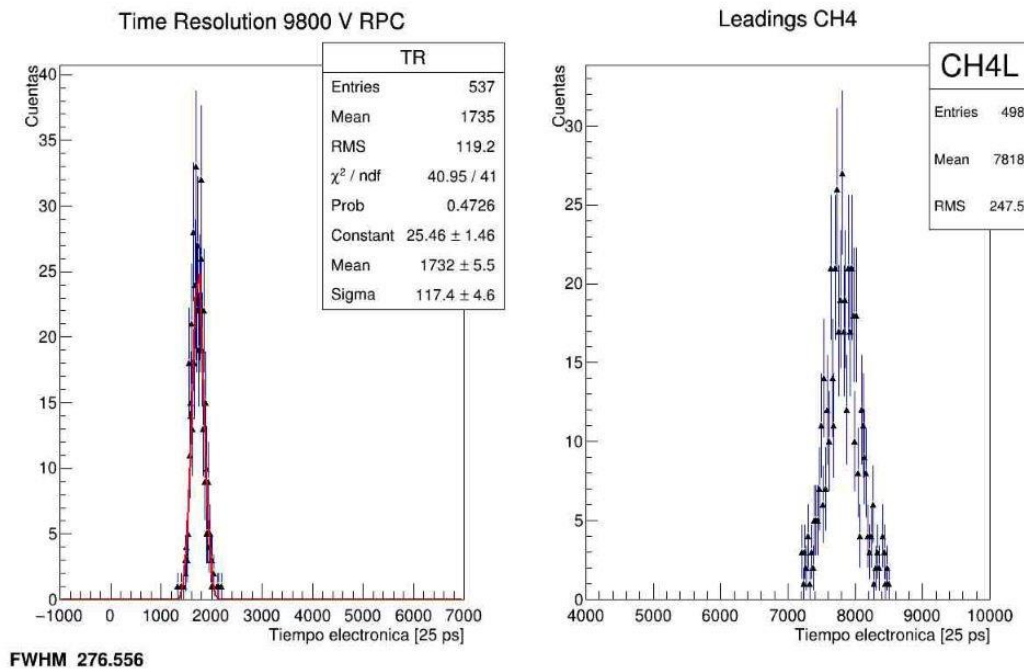 Time Resolution 9800 V RPC
Cuentas
40
35
30
25
20
15
10
5
0
−1000 0 1000 2000 3000 4000 5000 6000 7000
Tiempo electronica [25 ps]
TR
Entries 537
Mean 1735
RMS 119.2
χ² / ndf 40.95 / 41
Prob 0.4726
Constant 25.46 ± 1.46
Mean 1732 ± 5.5
Sigma 117.4 ± 4.6
FWHM 276.556
Leadings CH4
Cuentas
30
25
20
15
10
5
0
4000 5000 6000 7000 8000 9000 10000
Tiempo electronica [25 ps]
CH4L
Entries 498
Mean 7818
RMS 247.5